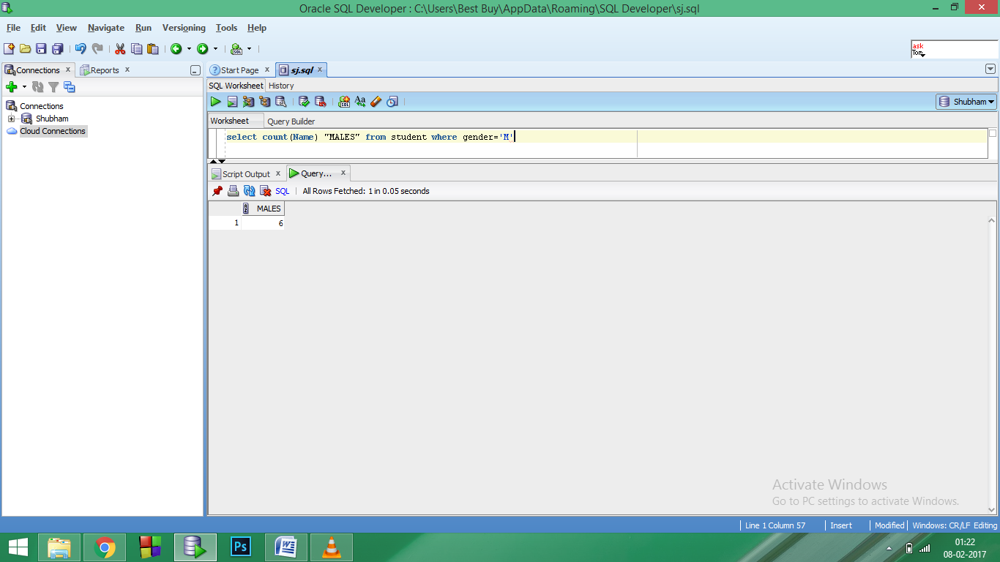 Oracle SQL Developer : C:\Users\Best Buy\AppData\Roaming\SQL Developer\sj.sql
File Edit View Navigate Run Versioning Tools Help
ask
Tom
Connections x Reports x
Start Page x sj.sql x
SQL Worksheet History
Connections
Shubham
Cloud Connections
Shubham
Worksheet Query Builder
select count(Name) "MALES" from student where gender='M'
Script Output x Query... x
SQL All Rows Fetched: 1 in 0.05 seconds
MALES
1 6
Activate Windows
Go to PC settings to activate Windows.
Line 1 Column 57 Insert Modified Windows: CR/LF Editing
Ps
01:22
08-02-2017